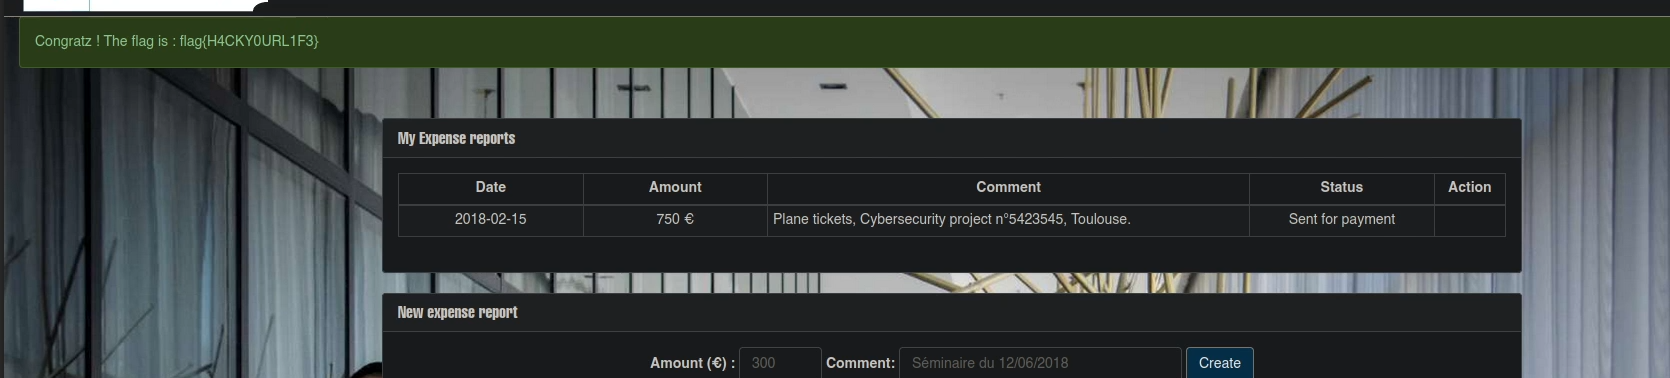 Congratz ! The flag is : flag{H4CKY0URL1F3}
My Expense reports
Date Amount Comment Status Action
2018-02-15 750 € Plane tickets, Cybersecurity project n°5423545, Toulouse. Sent for payment
New expense report
Amount (€) : 300 Comment: Séminaire du 12/06/2018 Create